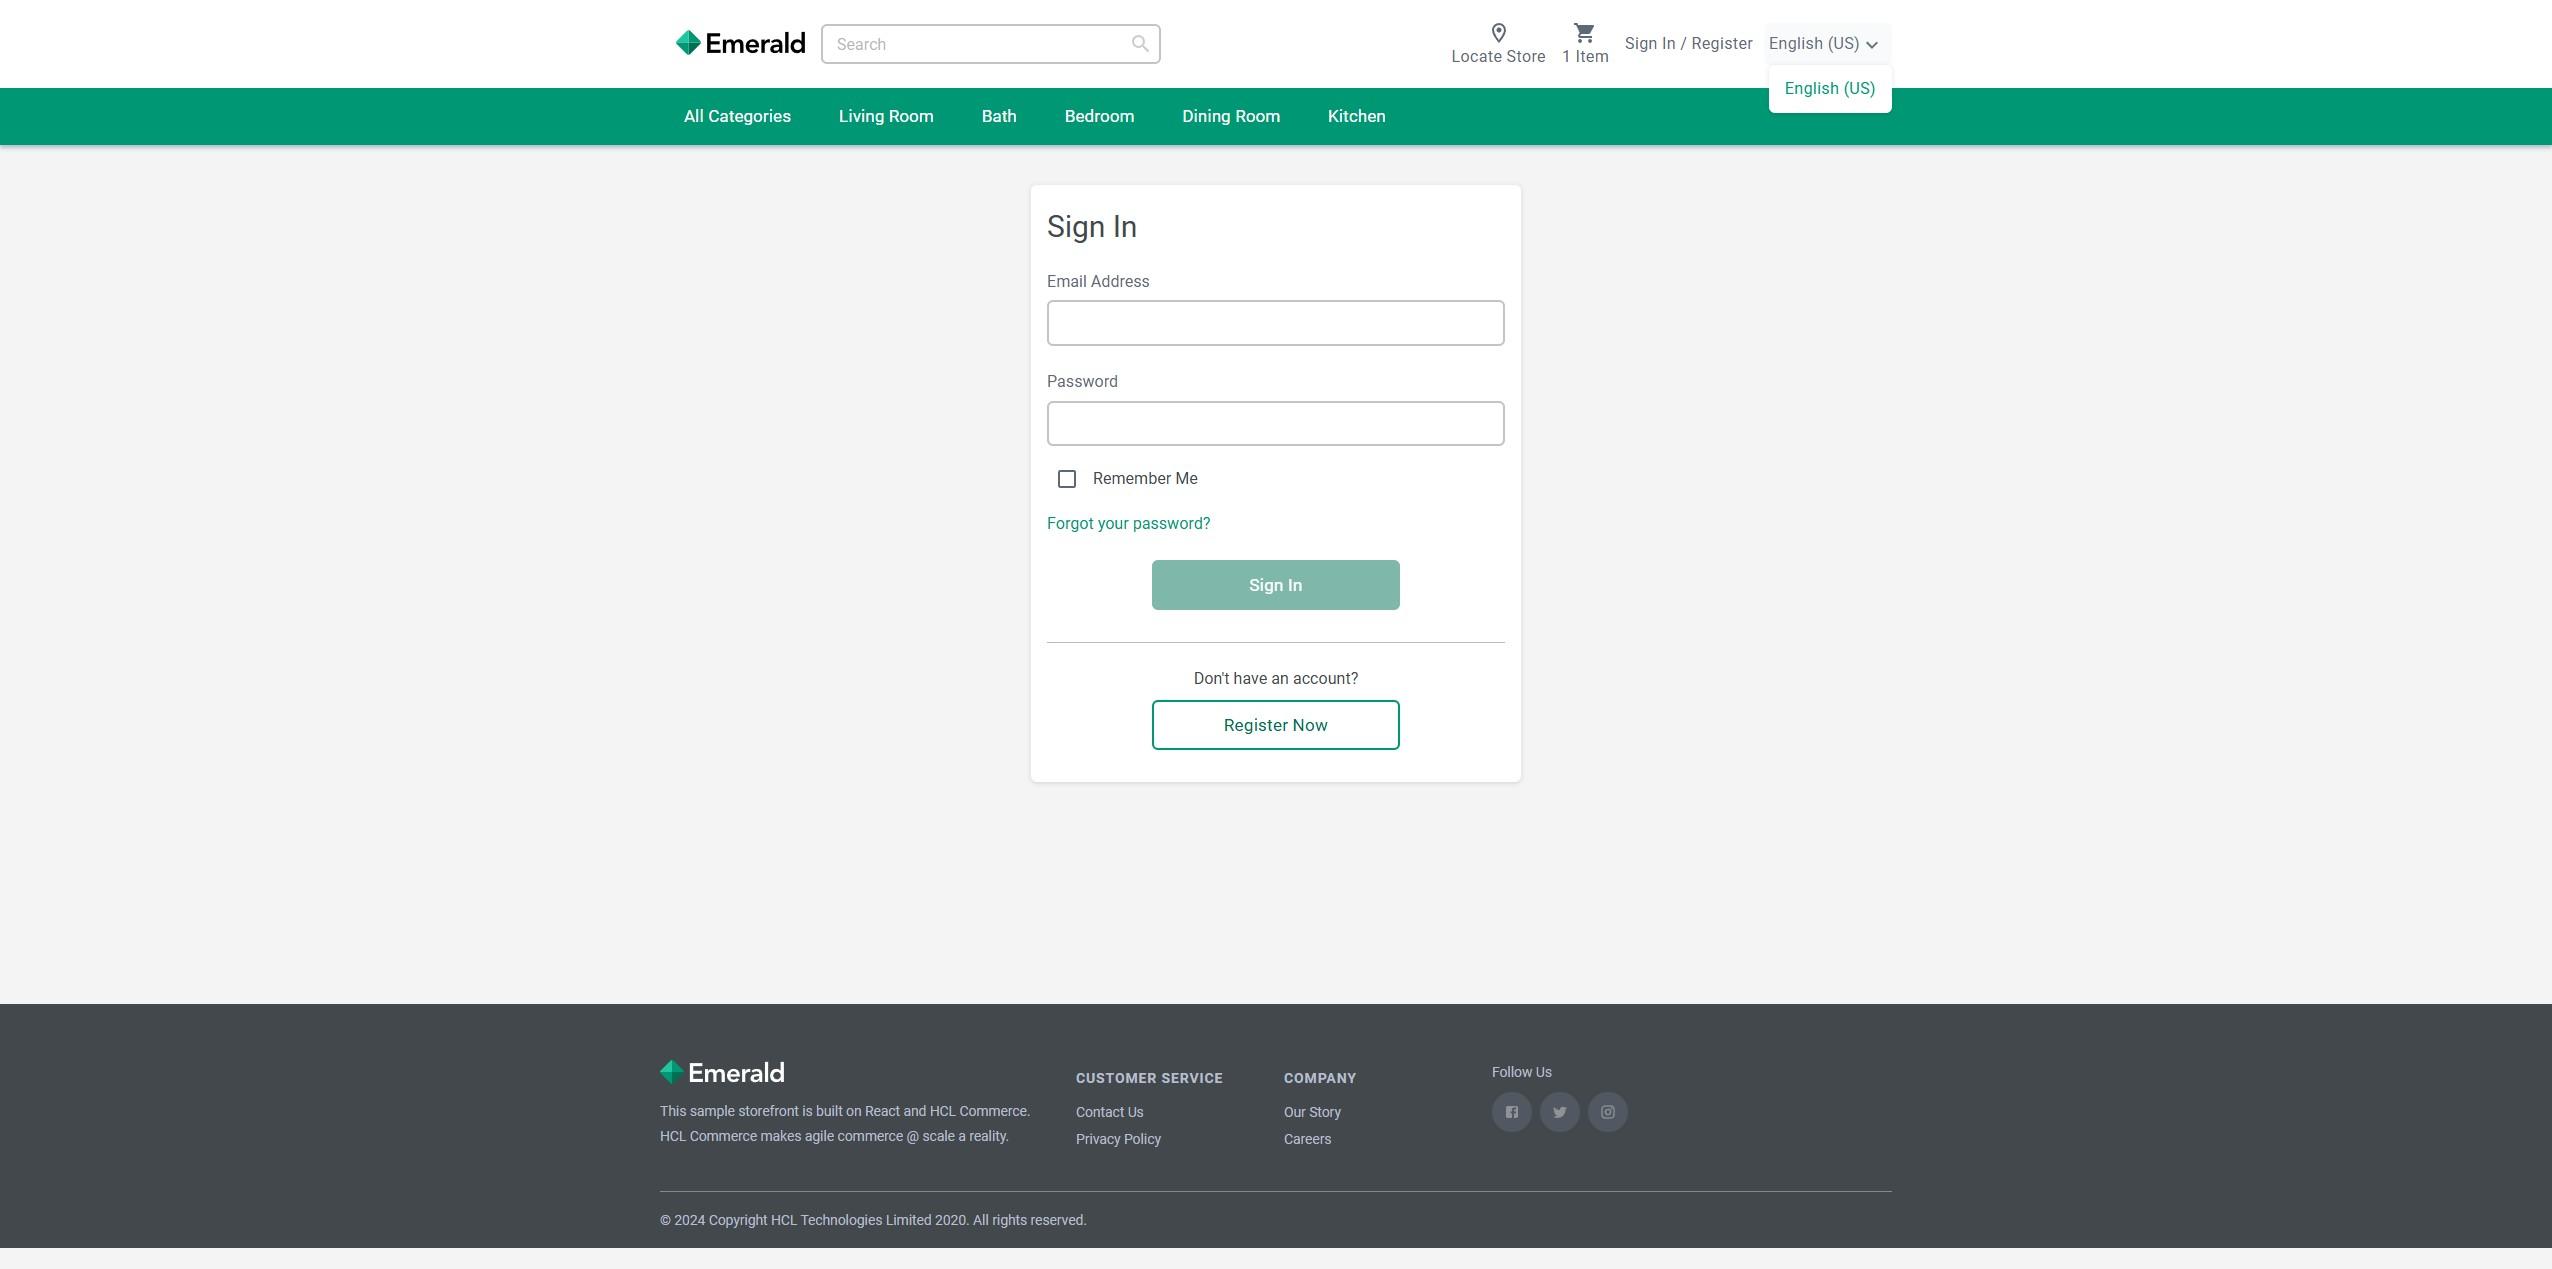 Emerald
Search
Locate Store
1 Item
Sign In / Register
English (US)
English (US)
All Categories
Living Room
Bath
Bedroom
Dining Room
Kitchen
Sign In
Email Address
Password
Remember Me
Forgot your password?
Sign In
Don't have an account?
Register Now
Emerald
This sample storefront is built on React and HCL Commerce.
HCL Commerce makes agile commerce @ scale a reality.
CUSTOMER SERVICE
Contact Us
Privacy Policy
COMPANY
Our Story
Careers
Follow Us
© 2024 Copyright HCL Technologies Limited 2020. All rights reserved.